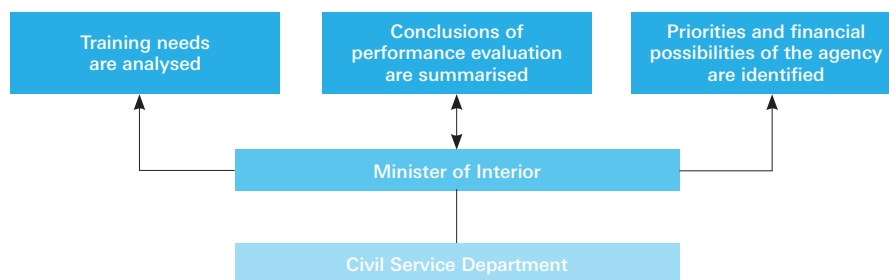 Training needs
are analysed
Conclusions of
performance evaluation
are summarised
Priorities and financial
possibilities of the agency
are identified
Minister of Interior
Civil Service Department